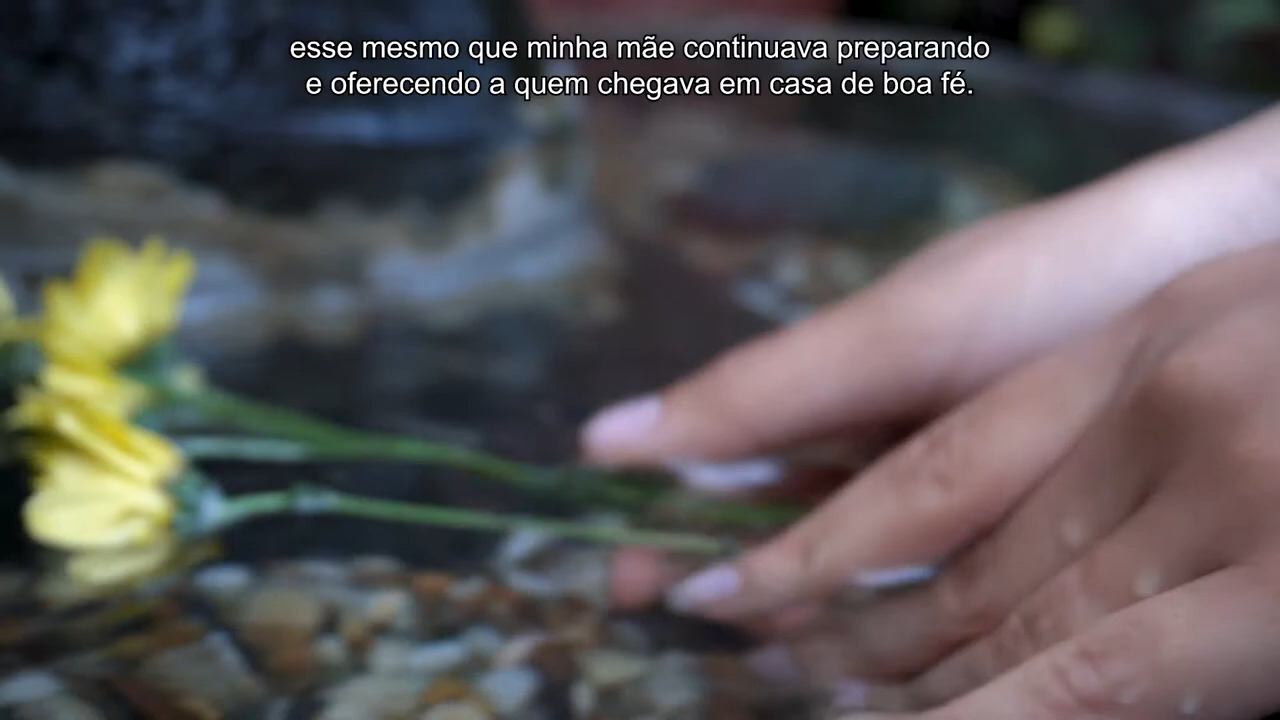 esse mesmo que minha mãe continuava preparando
e oferecendo a quem chegava em casa de boa fé.